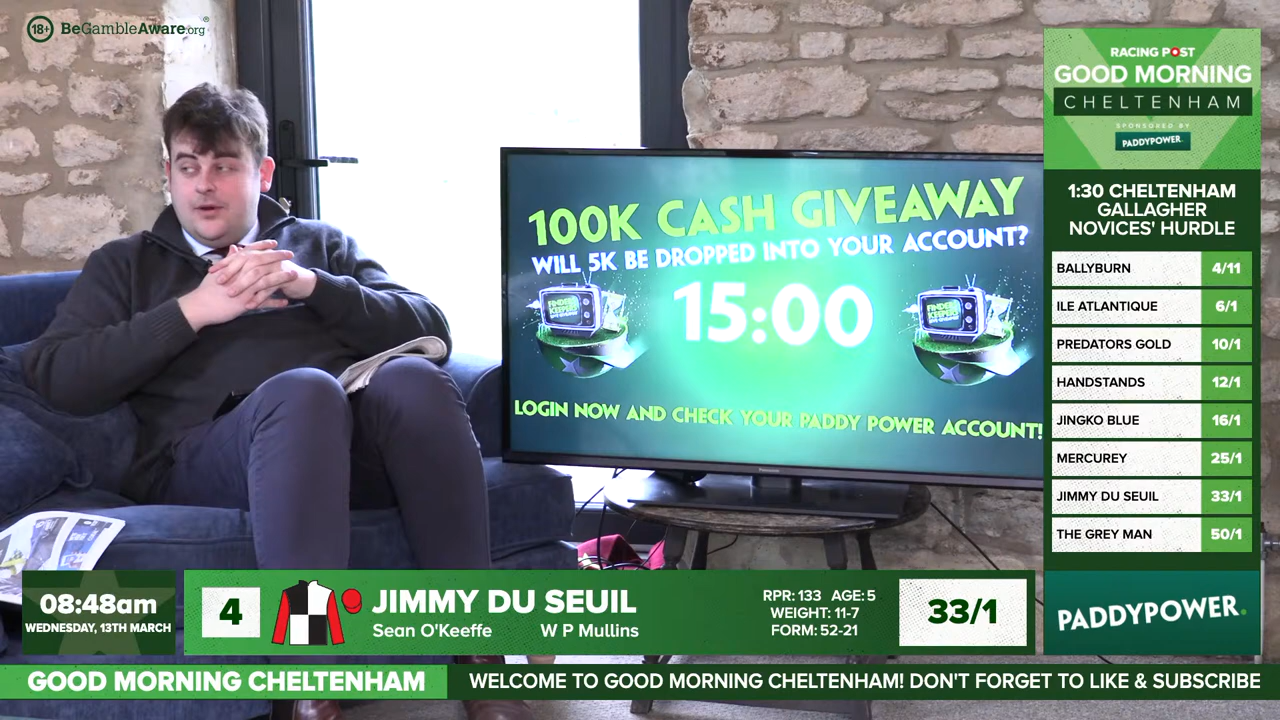 18+ BeGambleAware.org®
RACING POST
GOOD MORNING
CHELTENHAM
SPONSORED BY
PADDYPOWER.
1:30 CHELTENHAM
GALLAGHER
NOVICES' HURDLE
BALLYBURN 4/11
ILE ATLANTIQUE 6/1
PREDATORS GOLD 10/1
HANDSTANDS 12/1
JINGKO BLUE 16/1
MERCUREY 25/1
JIMMY DU SEUIL 33/1
THE GREY MAN 50/1
100K CASH GIVEAWAY
WILL 5K BE DROPPED INTO YOUR ACCOUNT?
15:00
LOGIN NOW AND CHECK YOUR PADDY POWER ACCOUNT!
Panasonic
08:48am
WEDNESDAY, 13TH MARCH
4
JIMMY DU SEUIL
Sean O'Keeffe W P Mullins
RPR: 133 AGE: 5
WEIGHT: 11-7
FORM: 52-21
33/1
PADDYPOWER.
GOOD MORNING CHELTENHAM
WELCOME TO GOOD MORNING CHELTENHAM! DON'T FORGET TO LIKE & SUBSCRIBE